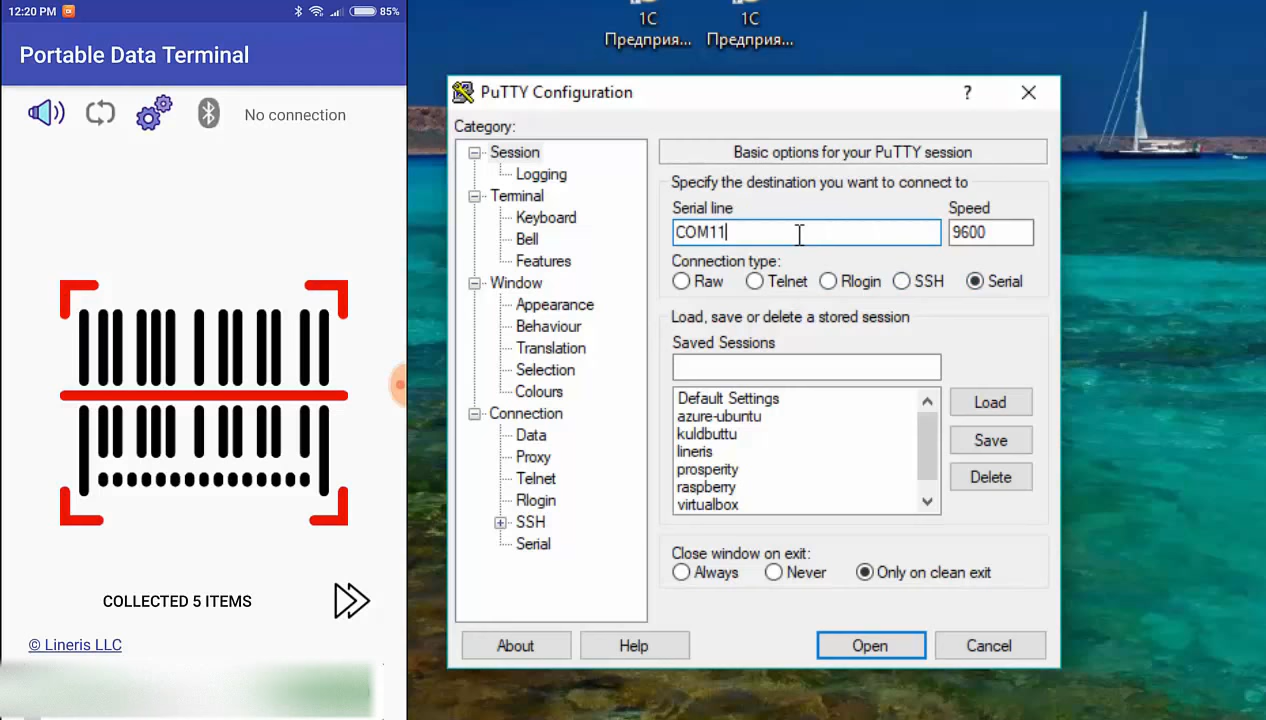 12:20 PM
85%
Portable Data Terminal
No connection
COLLECTED 5 ITEMS
© Lineris LLC
1C
Предприя...
1C
Предприя...
PuTTY Configuration
?
Category:
Session
Logging
Terminal
Keyboard
Bell
Features
Window
Appearance
Behaviour
Translation
Selection
Colours
Connection
Data
Proxy
Telnet
Rlogin
SSH
Serial
Basic options for your PuTTY session
Specify the destination you want to connect to
Serial line
Speed
COM11
9600
Connection type:
Raw
Telnet
Rlogin
SSH
Serial
Load, save or delete a stored session
Saved Sessions
Default Settings
azure-ubuntu
kuldbuttu
lineris
prosperity
raspberry
virtualbox
Load
Save
Delete
Close window on exit:
Always
Never
Only on clean exit
About
Help
Open
Cancel